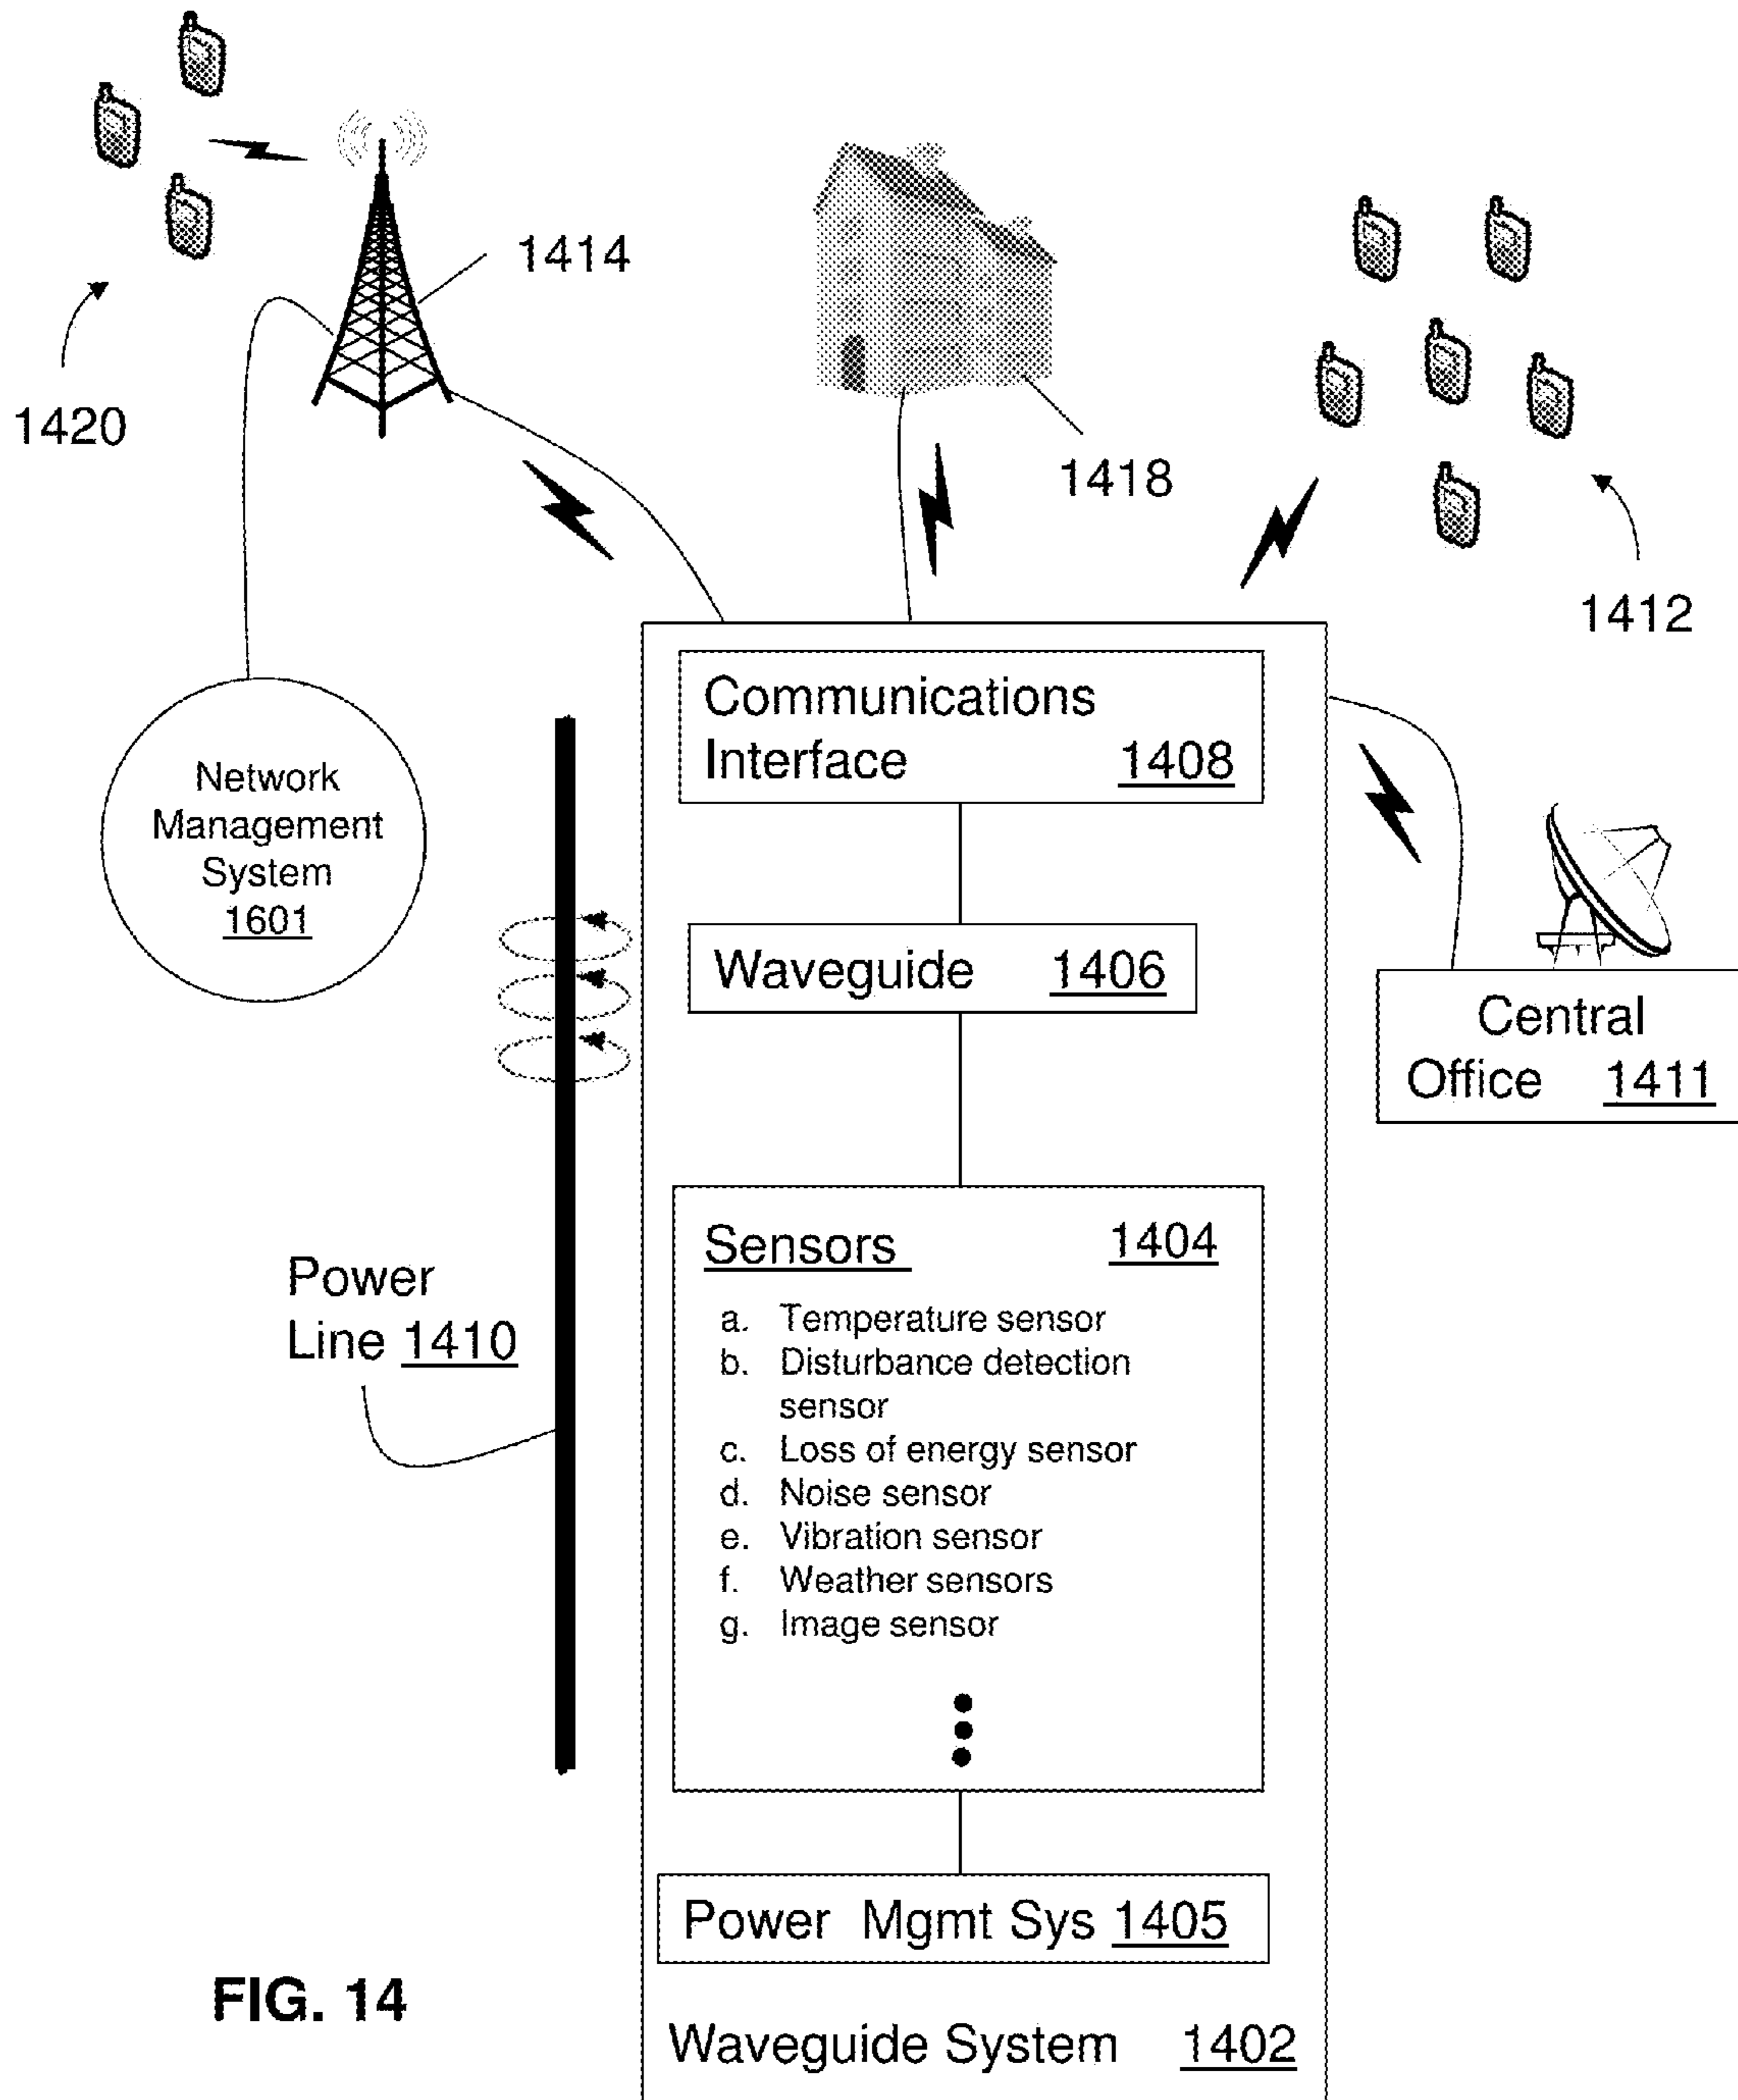 1414
1420
1418
1412
Communications
Interface 1408
Network
Management
System
1601
Waveguide 1406
Central
Office 1411
Sensors 1404
a. Temperature sensor
b. Disturbance detection
sensor
c. Loss of energy sensor
d. Noise sensor
e. Vibration sensor
f. Weather sensors
g. Image sensor
Power
Line 1410
Power Mgmt Sys 1405
Waveguide System 1402
FIG. 14